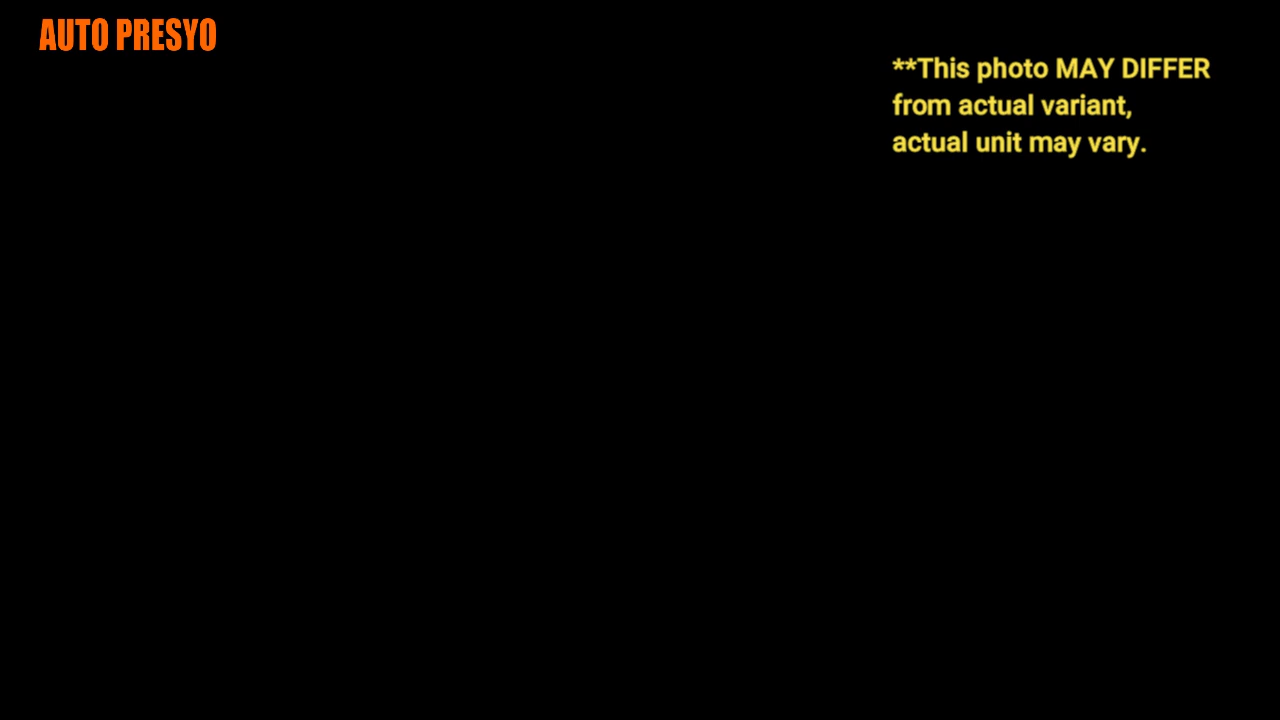 AUTO PRESYO
**This photo MAY DIFFER
from actual variant,
actual unit may vary.